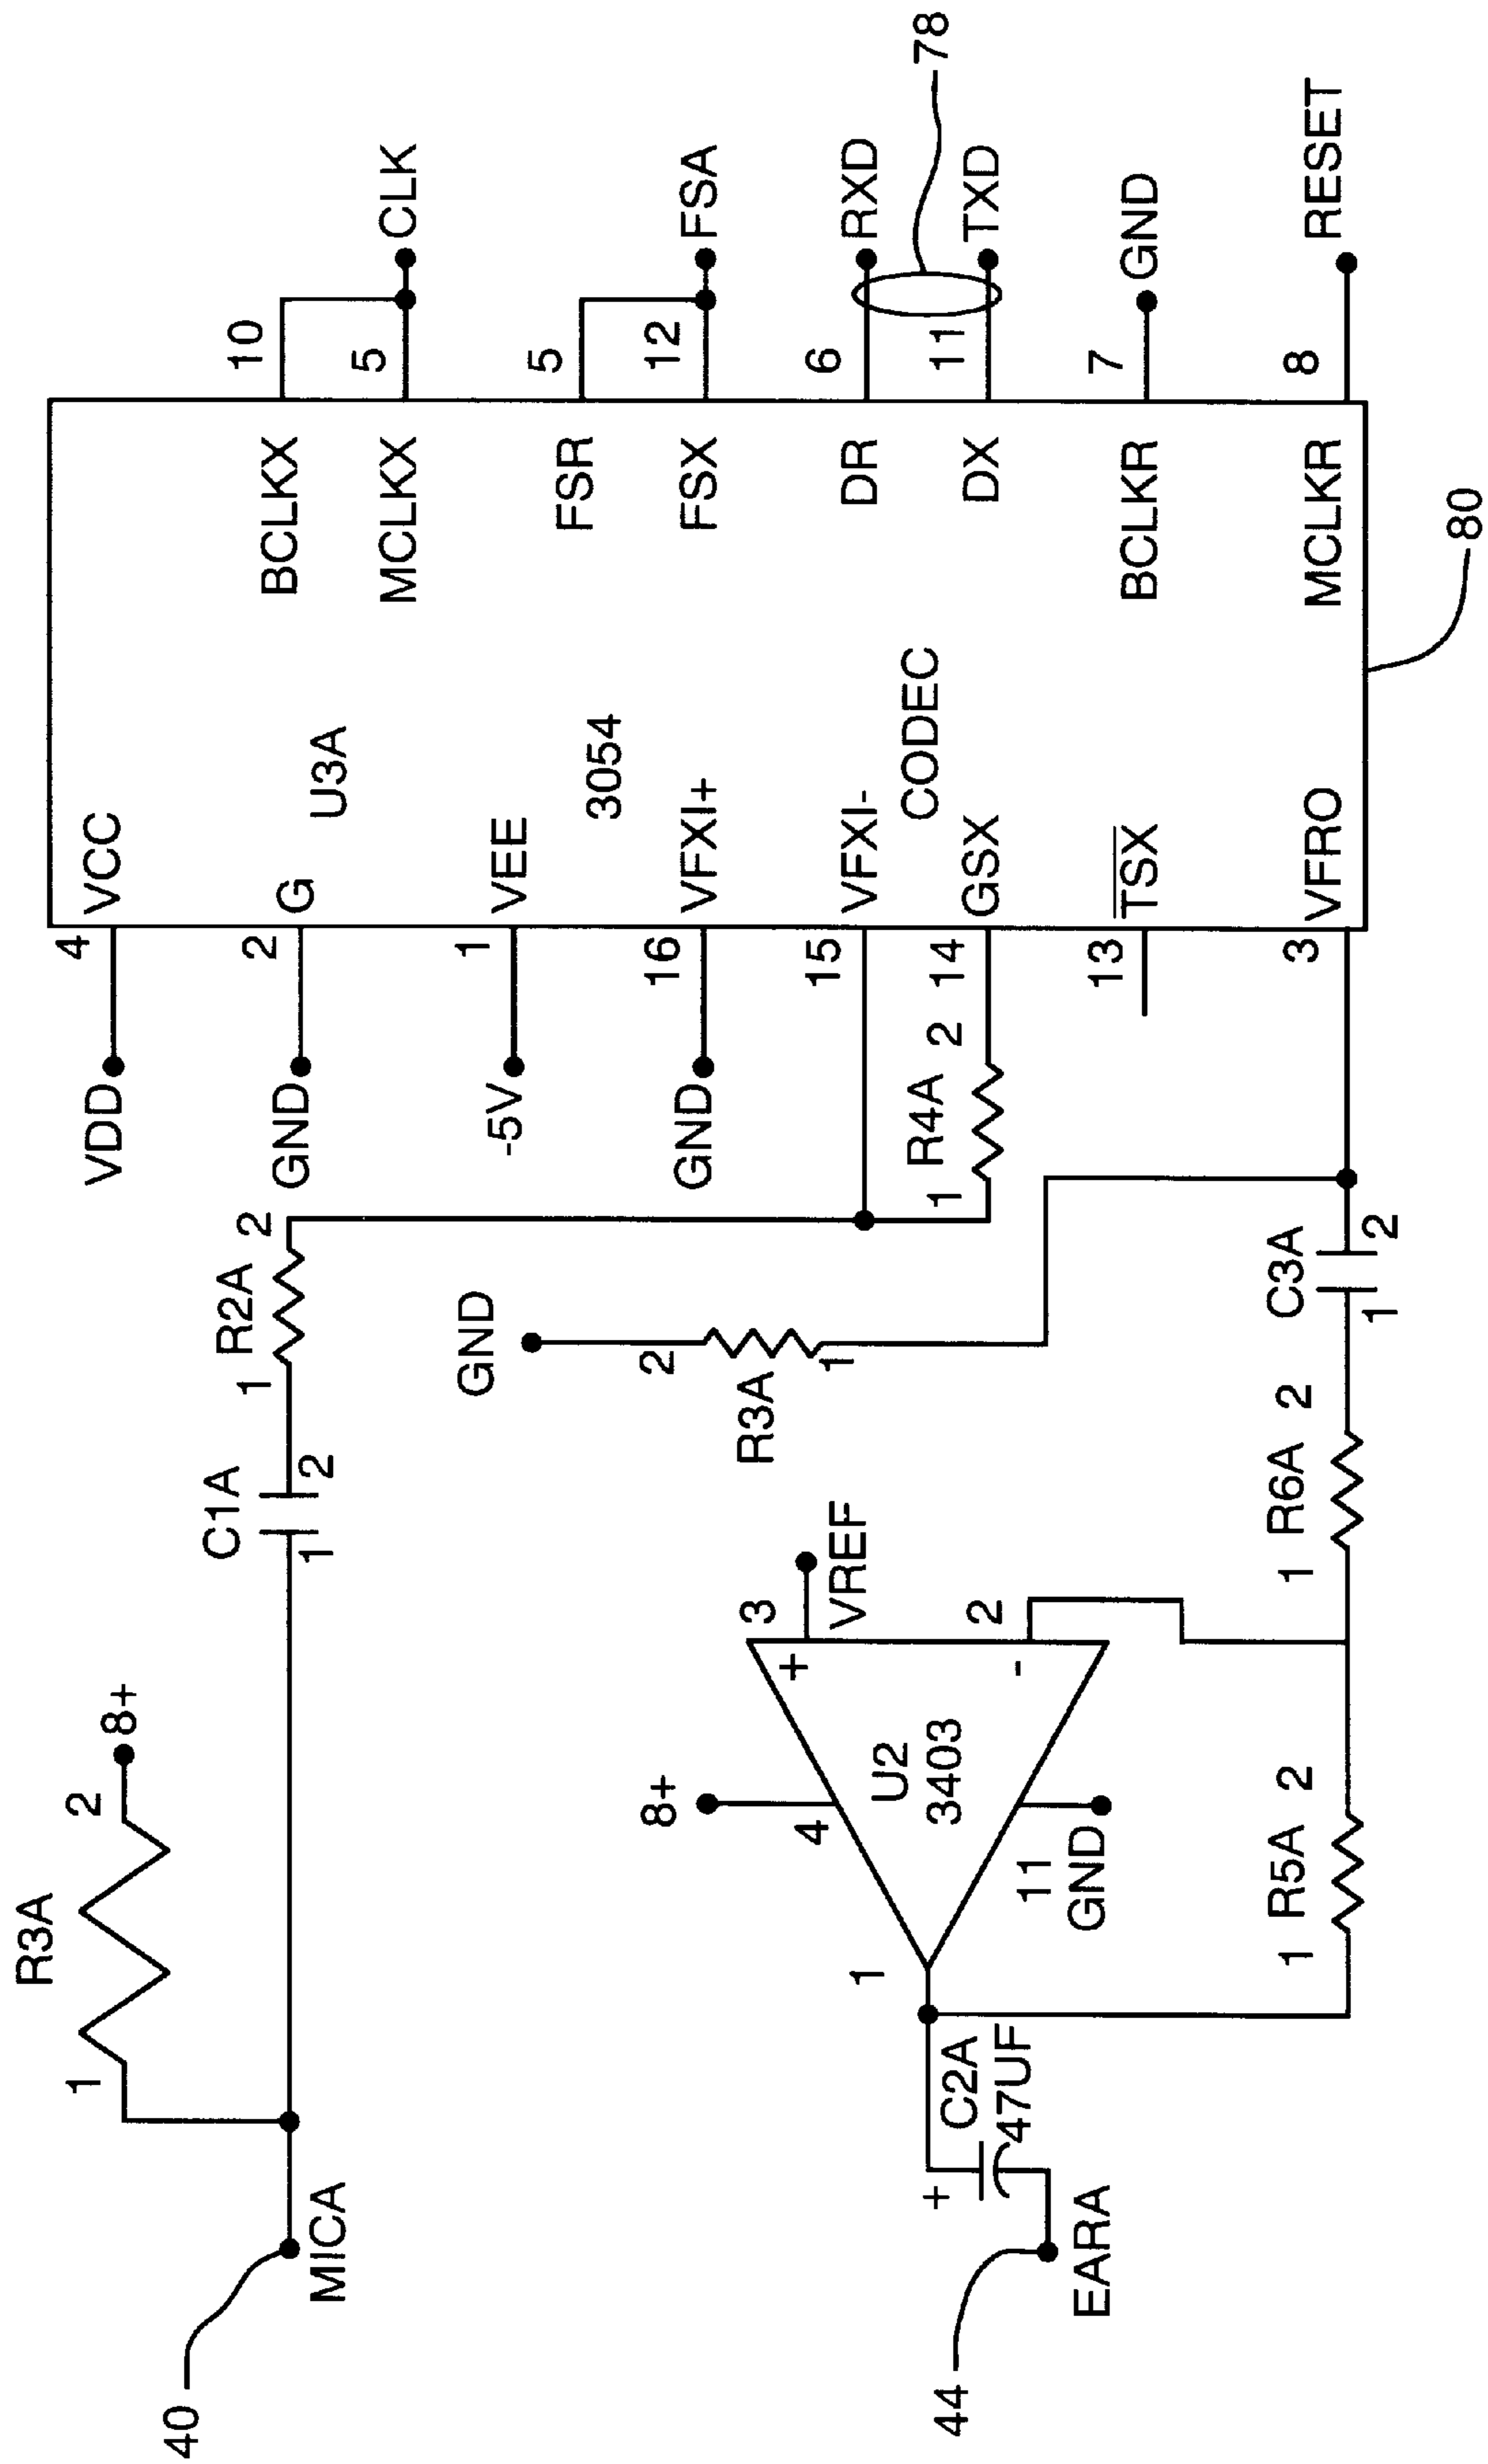 40
MICA
R3A
1
2
8+
C1A
1
2
R2A
1
2
VDD
4
VCC
GND
2
G
-5V
1
VEE
GND
16
VFXI+
15
VFXI-
R4A
1
2
14
GSX
13
TSX
3
VFRO
U3A
3054
CODEC
BCLKX
10
MCLKX
5
CLK
FSR
5
FSX
12
FSA
DR
6
RXD
DX
11
TXD
78
BCLKR
7
GND
MCLKR
8
RESET
80
GND
2
R3A
1
44
EARA
+
C2A
47UF
1
8+
4
U2
3403
11
GND
+
3
VREF
-
2
R5A
1
2
R6A
1
2
C3A
1
2